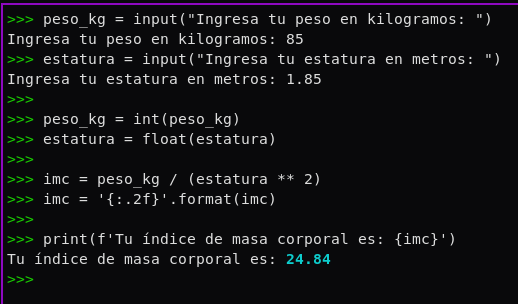 >>> peso_kg = input("Ingresa tu peso en kilogramos: ")
Ingresa tu peso en kilogramos: 85
>>> estatura = input("Ingresa tu estatura en metros: ")
Ingresa tu estatura en metros: 1.85
>>>
>>> peso_kg = int(peso_kg)
>>> estatura = float(estatura)
>>>
>>> imc = peso_kg / (estatura ** 2)
>>> imc = '{:.2f}'.format(imc)
>>>
>>> print(f'Tu índice de masa corporal es: {imc}')
Tu índice de masa corporal es: 24.84
>>>